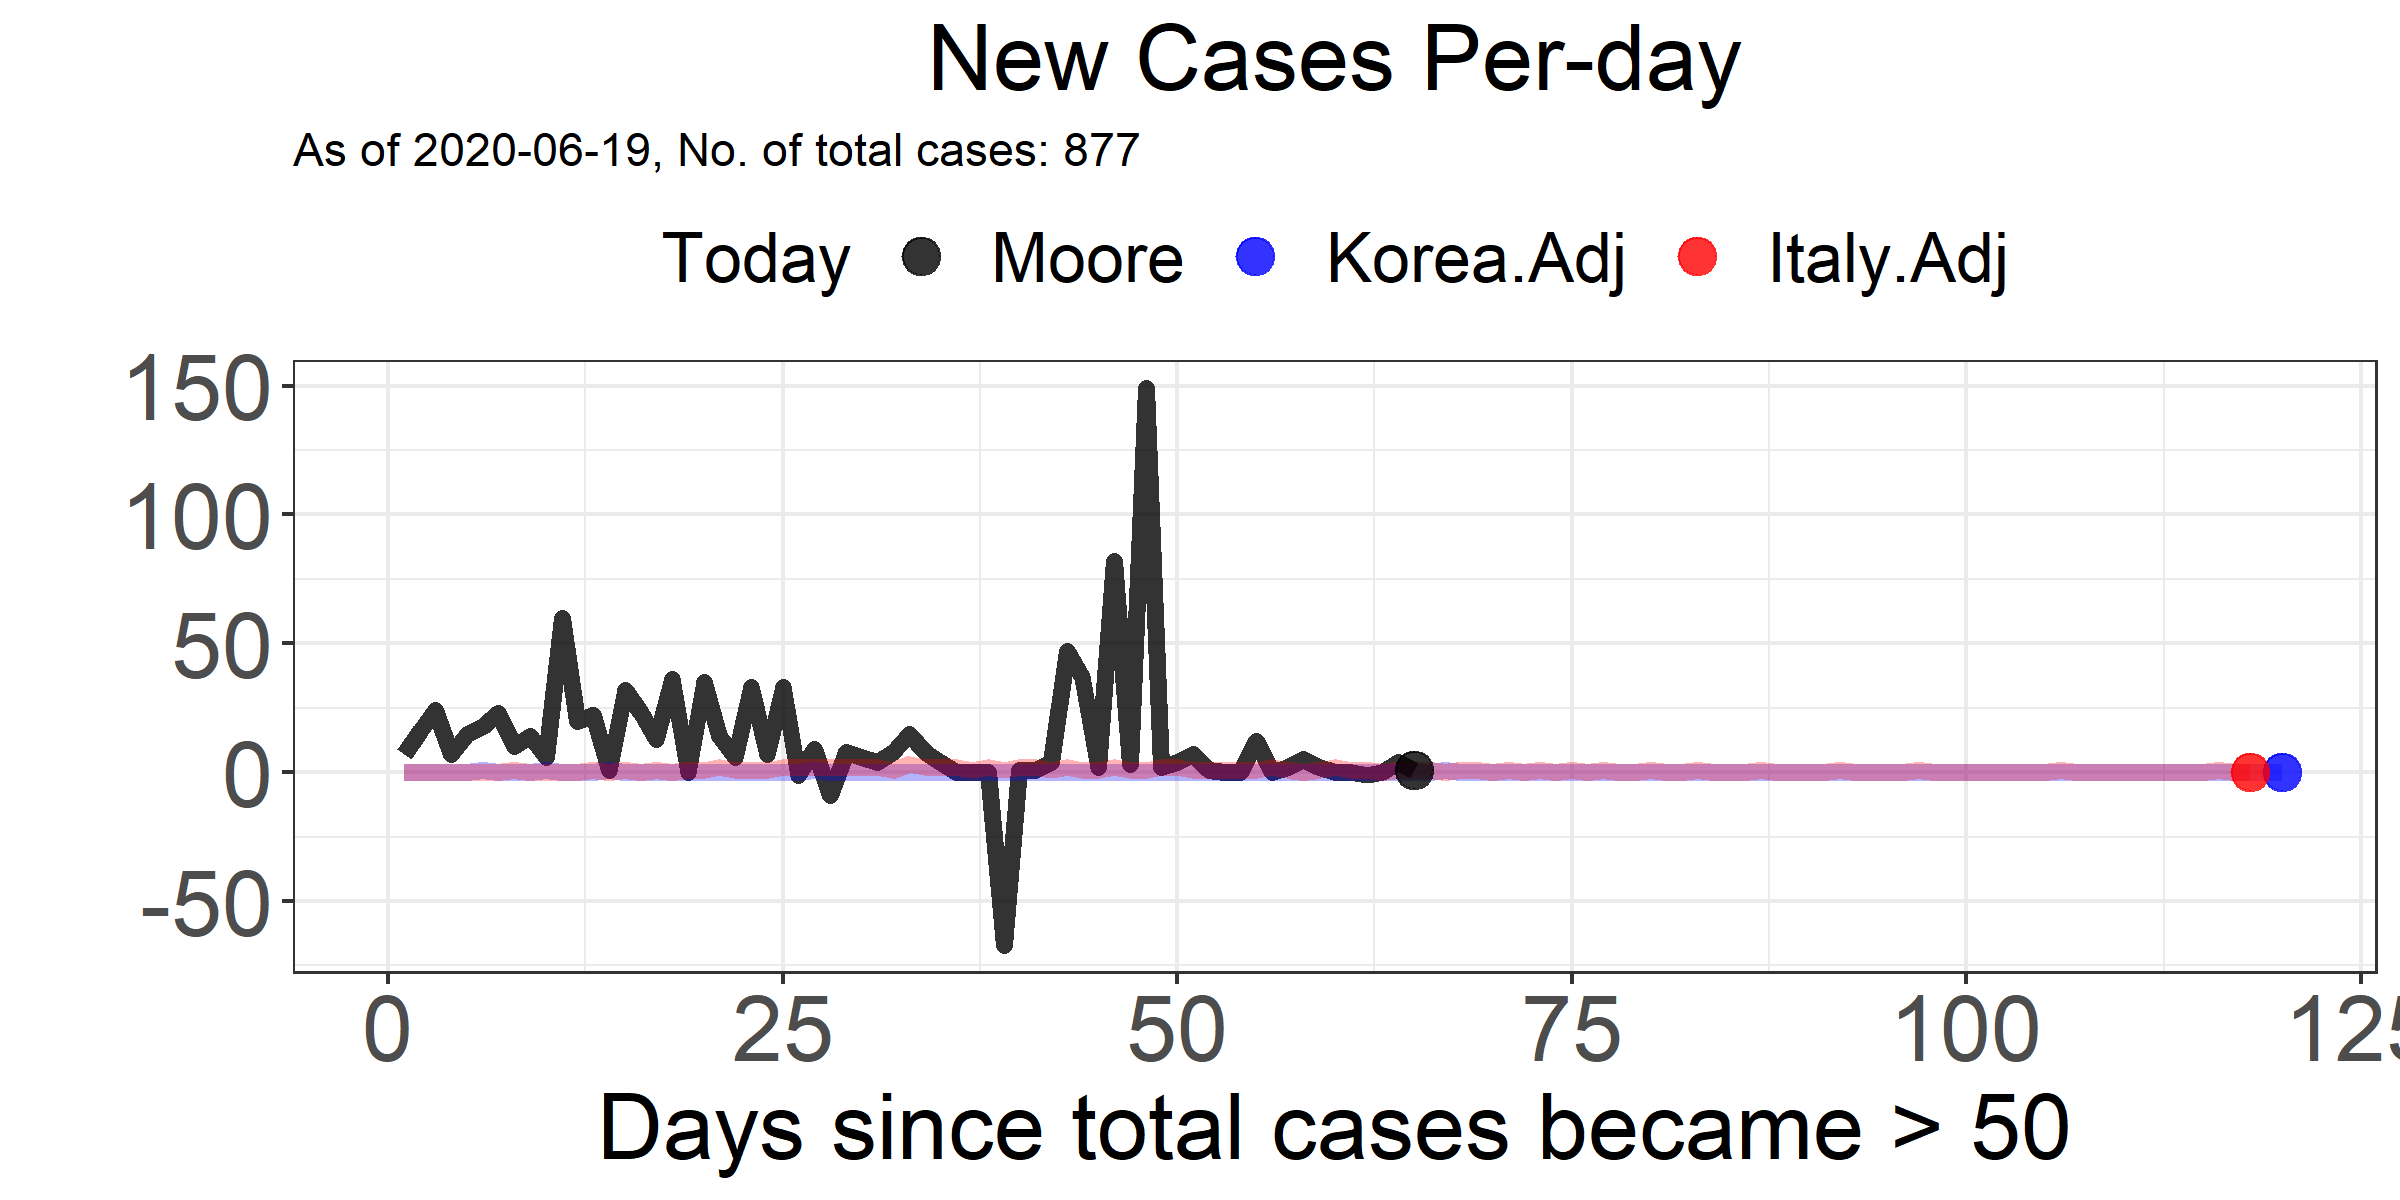 New Cases Per-day
As of 2020-06-19, No. of total cases: 877
Today Moore Korea.Adj Italy.Adj
150
100
50
0
-50
0 25 50 75 100 125
Days since total cases became > 50